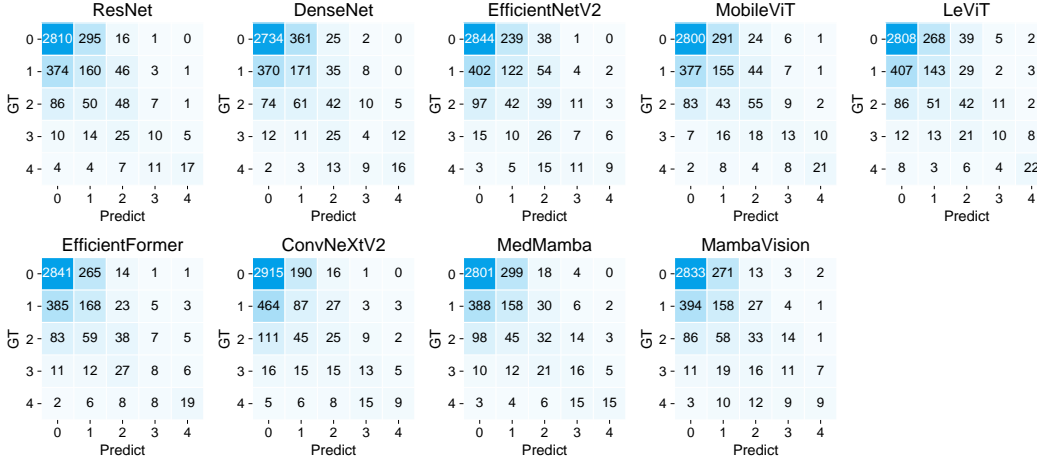 ResNet DenseNet EfficientNetV2 MobileViT LeViT
0 2810 295 16 1 0 0 2734 361 25 2 0 0 2844 239 38 1 0 0 2800 291 24 6 1 0 2808 268 39 5 2
1 374 160 46 3 1 1 370 171 35 8 0 1 402 122 54 4 2 1 377 155 44 7 1 1 407 143 29 2 3
GT 2 86 50 48 7 1 GT 2 74 61 42 10 5 GT 2 97 42 39 11 3 GT 2 83 43 55 9 2 GT 2 86 51 42 11 2
3 10 14 25 10 5 3 12 11 25 4 12 3 15 10 26 7 6 3 7 16 18 13 10 3 12 13 21 10 8
4 4 4 7 11 17 4 2 3 13 9 16 4 3 5 15 11 9 4 2 8 4 8 21 4 8 3 6 4 22
0 1 2 3 4 0 1 2 3 4 0 1 2 3 4 0 1 2 3 4 0 1 2 3 4
Predict Predict Predict Predict Predict
EfficientFormer ConvNeXtV2 MedMamba MambaVision
0 2841 265 14 1 1 0 2915 190 16 1 0 0 2801 299 18 4 0 0 2833 271 13 3 2
1 385 168 23 5 3 1 464 87 27 3 3 1 388 158 30 6 2 1 394 158 27 4 1
GT 2 83 59 38 7 5 GT 2 111 45 25 9 2 GT 2 98 45 32 14 3 GT 2 86 58 33 14 1
3 11 12 27 8 6 3 16 15 15 13 5 3 10 12 21 16 5 3 11 19 16 11 7
4 2 6 8 8 19 4 5 6 8 15 9 4 3 4 6 15 15 4 3 10 12 9 9
0 1 2 3 4 0 1 2 3 4 0 1 2 3 4 0 1 2 3 4
Predict Predict Predict Predict